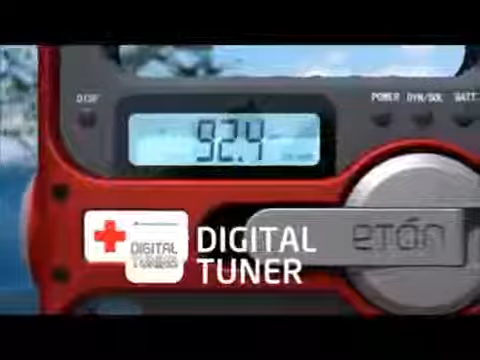 DISP
POWER DYN/SOL BATT
92.4
etón
DIGITAL
TUNER
DIGITAL
TUNER